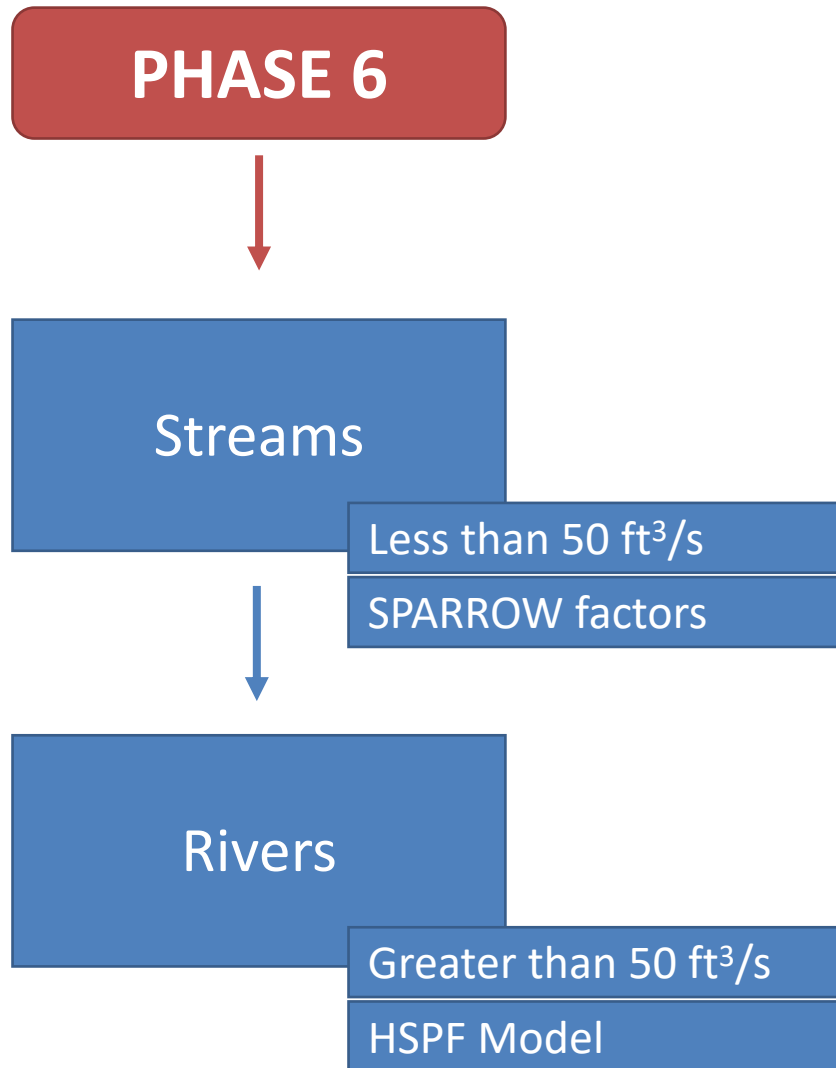 PHASE 6
Streams
Less than 50 ft³/s
SPARROW factors
Rivers
Greater than 50 ft³/s
HSPF Model